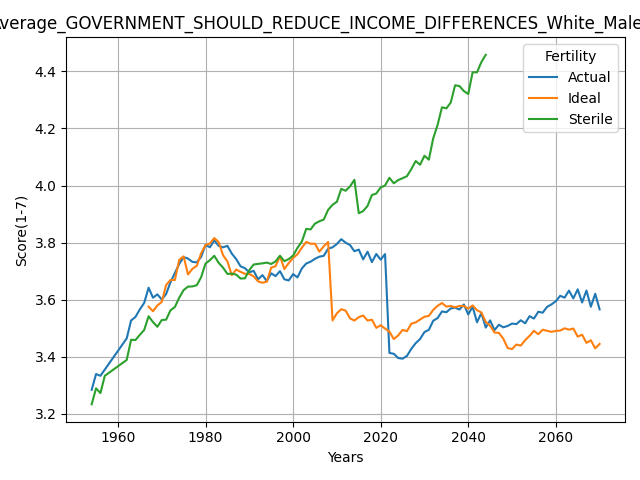 verage_GOVERNMENT_SHOULD_REDUCE_INCOME_DIFFERENCES_White_Male
Fertility
Actual
Ideal
Sterile
Score(1-7)
4.4
4.2
4.0
3.8
3.6
3.4
3.2
1960 1980 2000 2020 2040 2060
Years